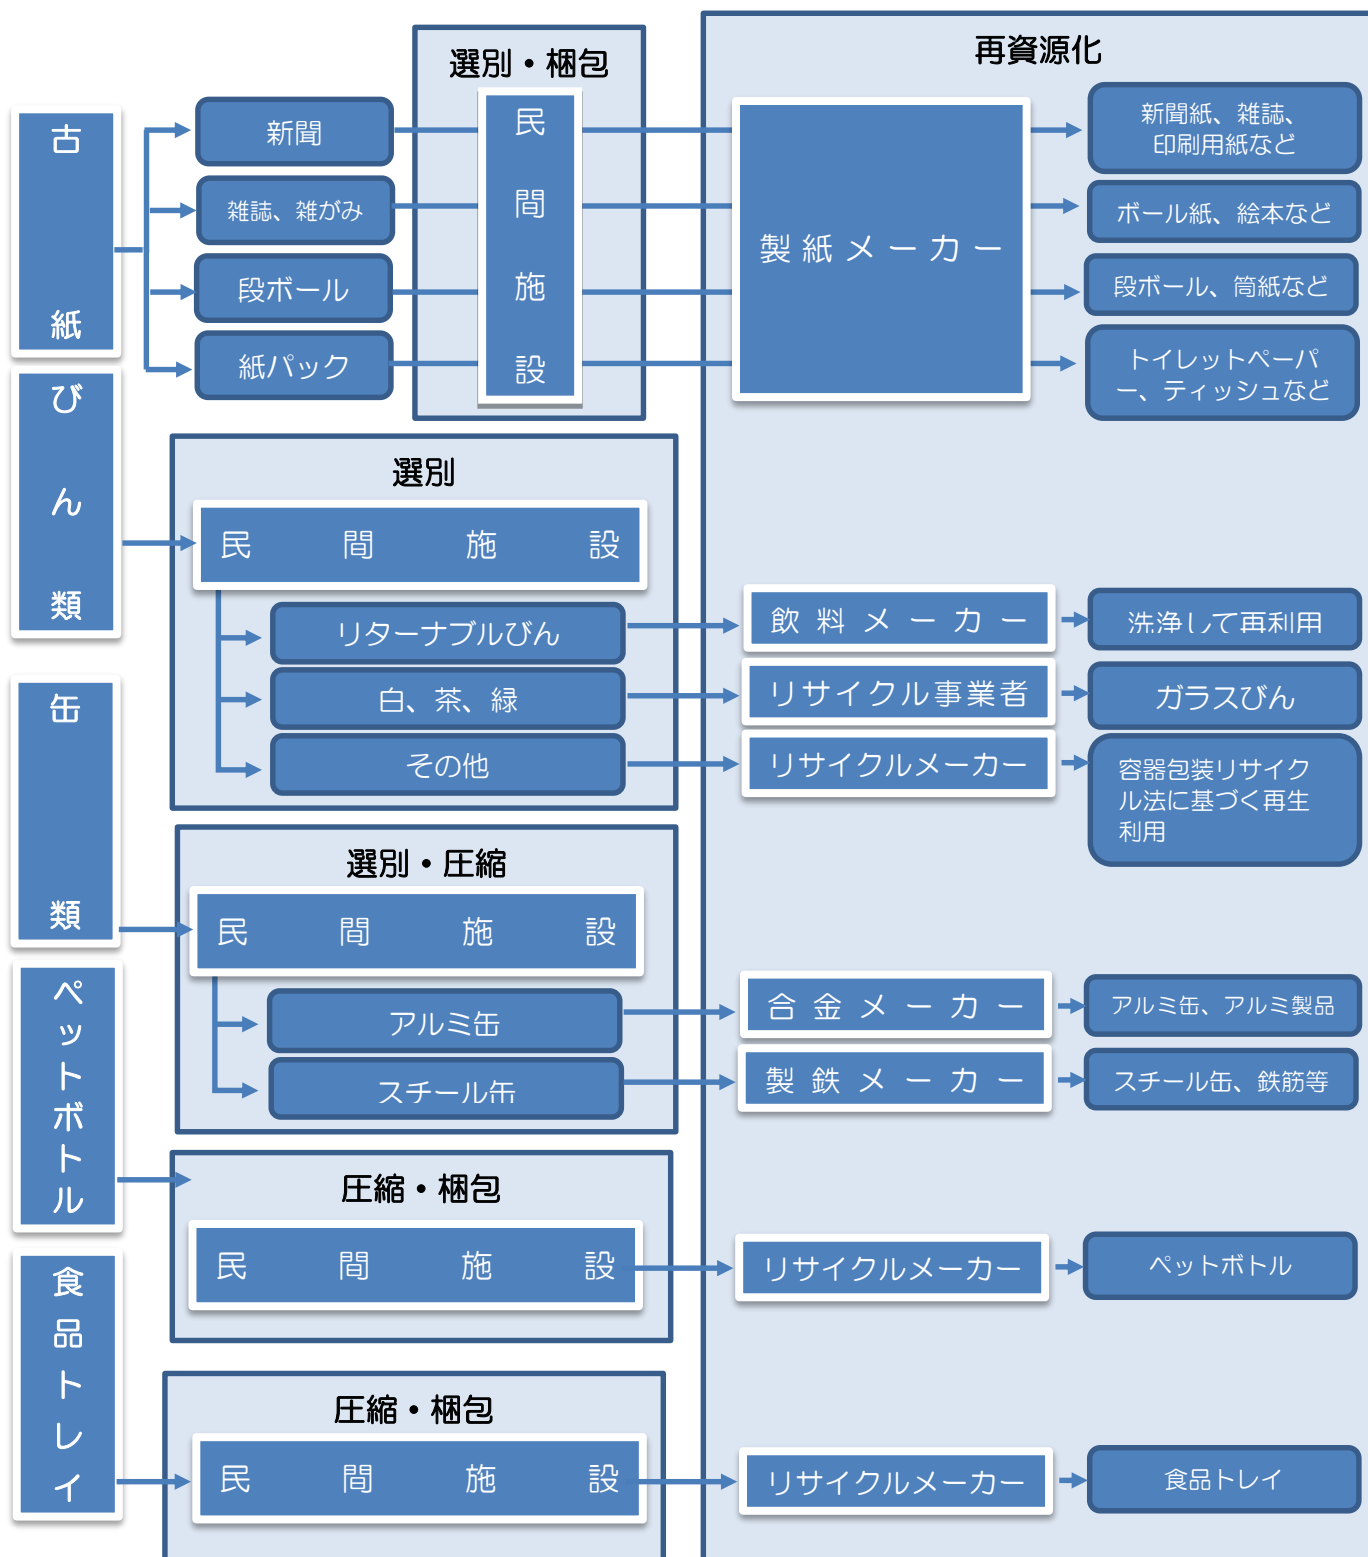 選別・梱包
再資源化
古紙
新聞
雑誌、雑がみ
段ボール
紙パック
民間施設
製紙メーカー
新聞紙、雑誌、
印刷用紙など
ボール紙、絵本など
段ボール、筒紙など
トイレットペーパ
ー、ティッシュなど
びん類
選別
民間施設
リターナブルびん
白、茶、緑
その他
飲料メーカー
リサイクル事業者
リサイクルメーカー
洗浄して再利用
ガラスびん
容器包装リサイク
ル法に基づく再生
利用
缶類
選別・圧縮
民間施設
アルミ缶
スチール缶
合金メーカー
製鉄メーカー
アルミ缶、アルミ製品
スチール缶、鉄筋等
ペットボトル
圧縮・梱包
民間施設
リサイクルメーカー
ペットボトル
食品トレイ
圧縮・梱包
民間施設
リサイクルメーカー
食品トレイ